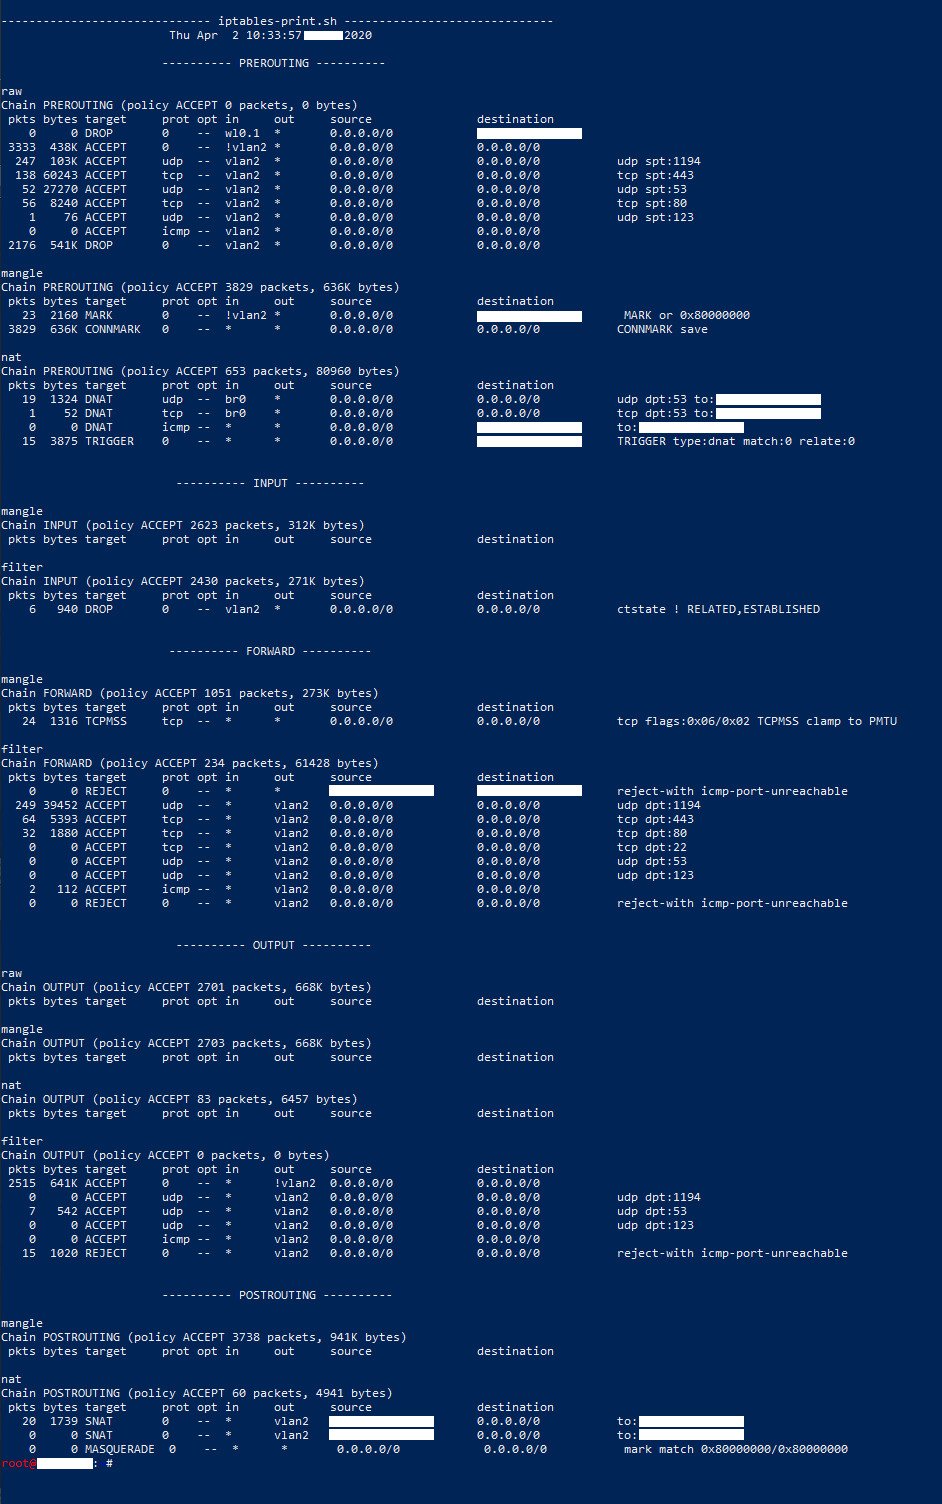 ------------------------------ iptables-print.sh ------------------------------
Thu Apr  2 10:33:57 2020
---------- PREROUTING ----------
raw
Chain PREROUTING (policy ACCEPT 0 packets, 0 bytes)
pkts bytes target prot opt in out source destination
0 0 DROP 0 -- wl0.1 * 0.0.0.0/0
3333 438K ACCEPT 0 -- !vlan2 * 0.0.0.0/0 0.0.0.0/0
247 103K ACCEPT udp -- vlan2 * 0.0.0.0/0 0.0.0.0/0 udp spt:1194
138 60243 ACCEPT tcp -- vlan2 * 0.0.0.0/0 0.0.0.0/0 tcp spt:443
52 27270 ACCEPT udp -- vlan2 * 0.0.0.0/0 0.0.0.0/0 udp spt:53
56 8240 ACCEPT tcp -- vlan2 * 0.0.0.0/0 0.0.0.0/0 tcp spt:80
1 76 ACCEPT udp -- vlan2 * 0.0.0.0/0 0.0.0.0/0 udp spt:123
0 0 ACCEPT icmp -- vlan2 * 0.0.0.0/0 0.0.0.0/0
2176 541K DROP 0 -- vlan2 * 0.0.0.0/0 0.0.0.0/0
mangle
Chain PREROUTING (policy ACCEPT 3829 packets, 636K bytes)
pkts bytes target prot opt in out source destination
23 2160 MARK 0 -- !vlan2 * 0.0.0.0/0 MARK or 0x80000000
3829 636K CONNMARK 0 -- * * 0.0.0.0/0 0.0.0.0/0 CONNMARK save
nat
Chain PREROUTING (policy ACCEPT 653 packets, 80960 bytes)
pkts bytes target prot opt in out source destination
19 1324 DNAT udp -- br0 * 0.0.0.0/0 0.0.0.0/0 udp dpt:53 to:
1 52 DNAT tcp -- br0 * 0.0.0.0/0 0.0.0.0/0 tcp dpt:53 to:
0 0 DNAT icmp -- * * 0.0.0.0/0 to:
15 3875 TRIGGER 0 -- * * 0.0.0.0/0 TRIGGER type:dnat match:0 relate:0
---------- INPUT ----------
mangle
Chain INPUT (policy ACCEPT 2623 packets, 312K bytes)
pkts bytes target prot opt in out source destination
filter
Chain INPUT (policy ACCEPT 2430 packets, 271K bytes)
pkts bytes target prot opt in out source destination
6 940 DROP 0 -- vlan2 * 0.0.0.0/0 0.0.0.0/0 ctstate ! RELATED,ESTABLISHED
---------- FORWARD ----------
mangle
Chain FORWARD (policy ACCEPT 1051 packets, 273K bytes)
pkts bytes target prot opt in out source destination
24 1316 TCPMSS tcp -- * * 0.0.0.0/0 0.0.0.0/0 tcp flags:0x06/0x02 TCPMSS clamp to PMTU
filter
Chain FORWARD (policy ACCEPT 234 packets, 61428 bytes)
pkts bytes target prot opt in out source destination
0 0 REJECT 0 -- * * reject-with icmp-port-unreachable
249 39452 ACCEPT udp -- * vlan2 0.0.0.0/0 0.0.0.0/0 udp dpt:1194
64 5393 ACCEPT tcp -- * vlan2 0.0.0.0/0 0.0.0.0/0 tcp dpt:443
32 1880 ACCEPT tcp -- * vlan2 0.0.0.0/0 0.0.0.0/0 tcp dpt:80
0 0 ACCEPT tcp -- * vlan2 0.0.0.0/0 0.0.0.0/0 tcp dpt:22
0 0 ACCEPT udp -- * vlan2 0.0.0.0/0 0.0.0.0/0 udp dpt:53
0 0 ACCEPT udp -- * vlan2 0.0.0.0/0 0.0.0.0/0 udp dpt:123
2 112 ACCEPT icmp -- * vlan2 0.0.0.0/0 0.0.0.0/0
0 0 REJECT 0 -- * vlan2 0.0.0.0/0 0.0.0.0/0 reject-with icmp-port-unreachable
---------- OUTPUT ----------
raw
Chain OUTPUT (policy ACCEPT 2701 packets, 668K bytes)
pkts bytes target prot opt in out source destination
mangle
Chain OUTPUT (policy ACCEPT 2703 packets, 668K bytes)
pkts bytes target prot opt in out source destination
nat
Chain OUTPUT (policy ACCEPT 83 packets, 6457 bytes)
pkts bytes target prot opt in out source destination
filter
Chain OUTPUT (policy ACCEPT 0 packets, 0 bytes)
pkts bytes target prot opt in out source destination
2515 641K ACCEPT 0 -- * !vlan2 0.0.0.0/0 0.0.0.0/0
0 0 ACCEPT udp -- * vlan2 0.0.0.0/0 0.0.0.0/0 udp dpt:1194
7 542 ACCEPT udp -- * vlan2 0.0.0.0/0 0.0.0.0/0 udp dpt:53
0 0 ACCEPT udp -- * vlan2 0.0.0.0/0 0.0.0.0/0 udp dpt:123
0 0 ACCEPT icmp -- * vlan2 0.0.0.0/0 0.0.0.0/0
15 1020 REJECT 0 -- * vlan2 0.0.0.0/0 0.0.0.0/0 reject-with icmp-port-unreachable
---------- POSTROUTING ----------
mangle
Chain POSTROUTING (policy ACCEPT 3738 packets, 941K bytes)
pkts bytes target prot opt in out source destination
nat
Chain POSTROUTING (policy ACCEPT 60 packets, 4941 bytes)
pkts bytes target prot opt in out source destination
20 1739 SNAT 0 -- * vlan2 0.0.0.0/0 to:
0 0 SNAT 0 -- * vlan2 0.0.0.0/0 to:
0 0 MASQUERADE 0 -- * * 0.0.0.0/0 0.0.0.0/0 mark match 0x80000000/0x80000000
root@ : #